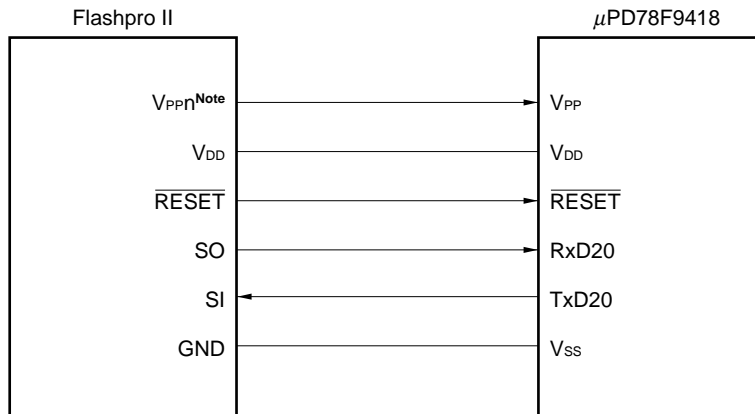 Flashpro II μPD78F9418
VPPnNote VPP
VDD VDD
RESET RESET
SO RxD20
SI TxD20
GND VSS